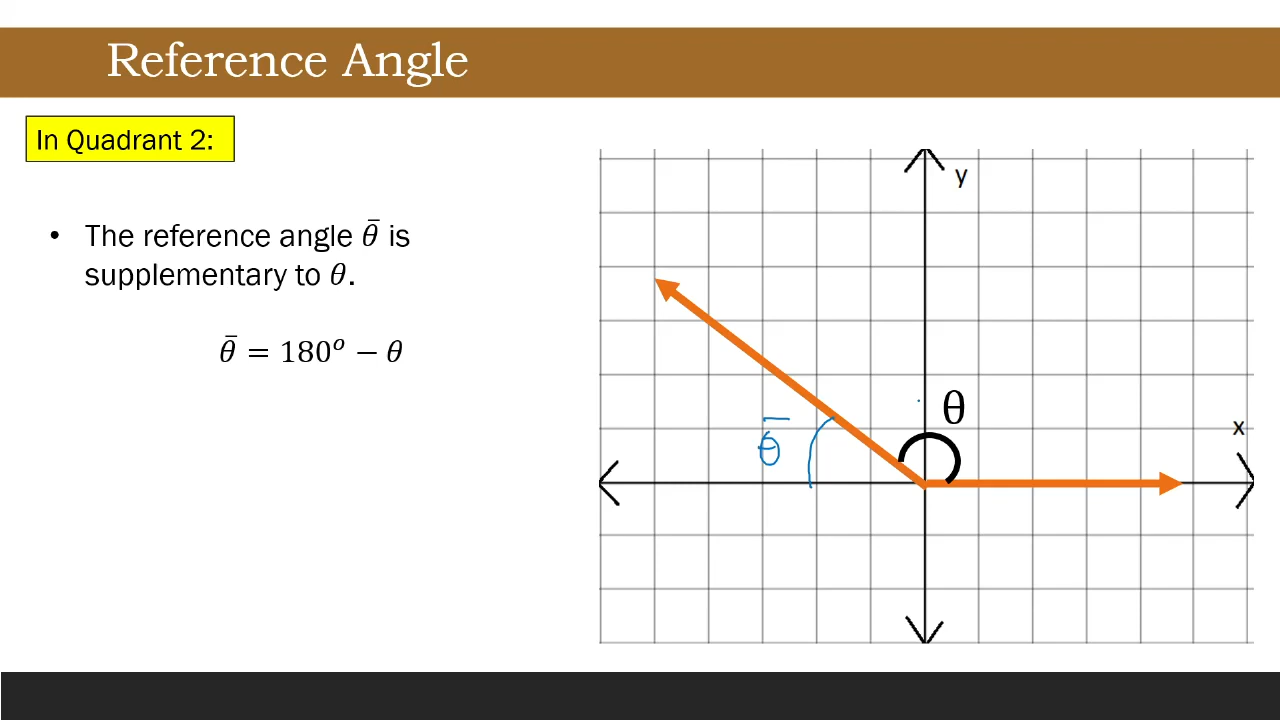 Reference Angle
In Quadrant 2:
• The reference angle θ̄ is
supplementary to θ.
θ̄ = 180ᵒ − θ
y
θ
x
θ̄